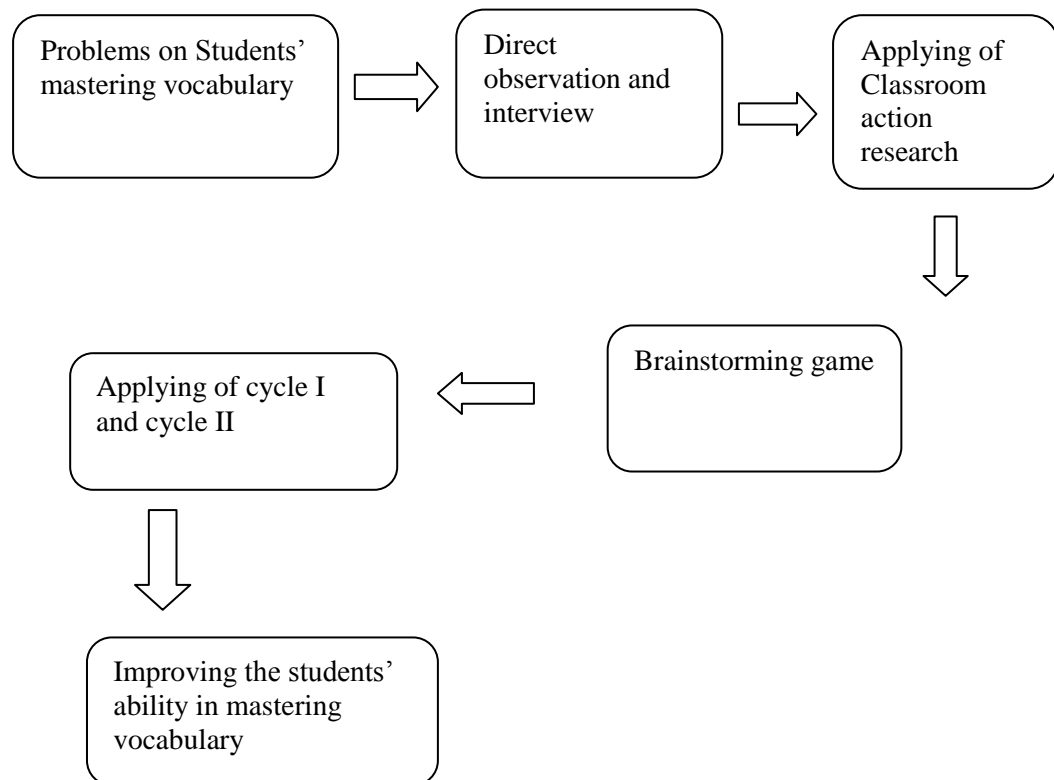 Problems on Students’
mastering vocabulary
Direct
observation and
interview
Applying of
Classroom
action
research
Brainstorming game
Applying of cycle I
and cycle II
Improving the students’
ability in mastering
vocabulary